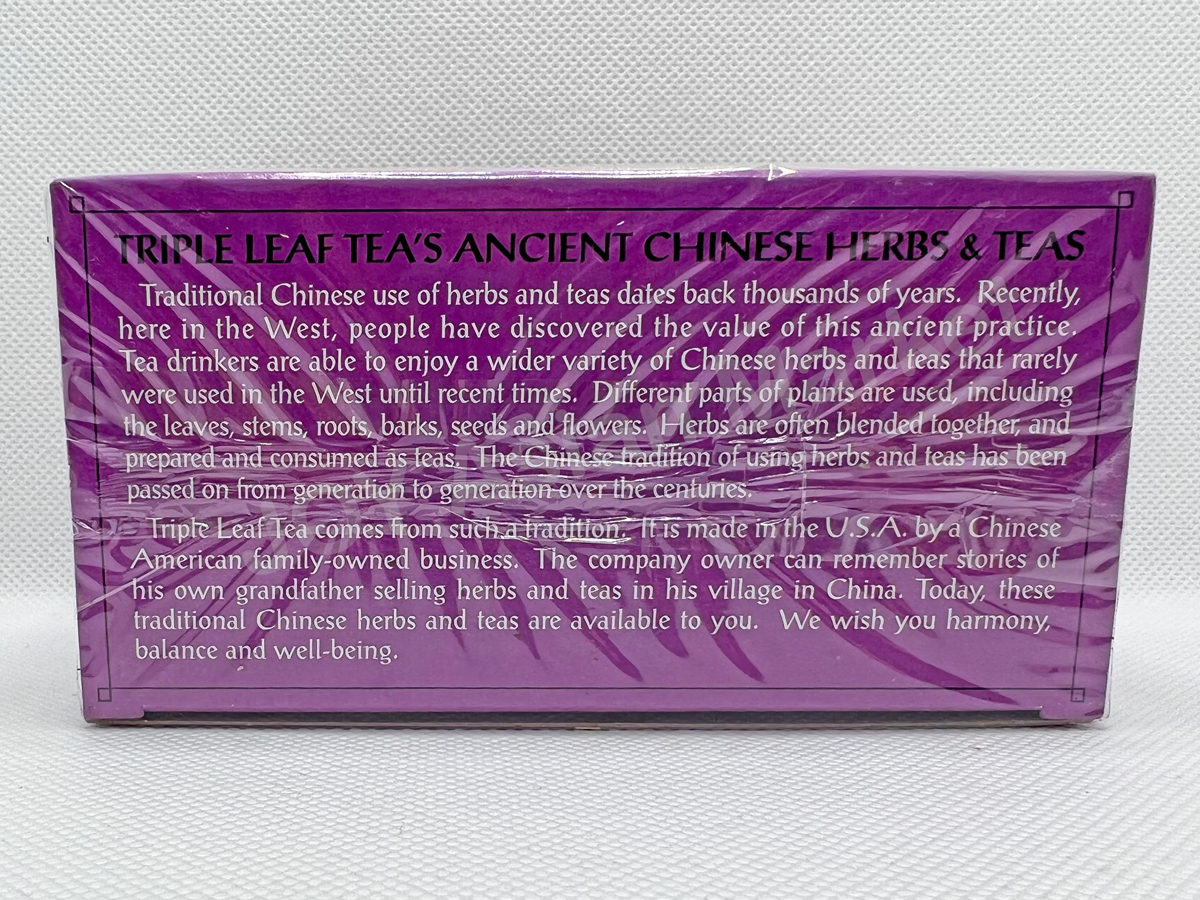 TRIPLE LEAF TEA'S ANCIENT CHINESE HERBS & TEAS
Traditional Chinese use of herbs and teas dates back thousands of years. Recently,
here in the West, people have discovered the value of this ancient practice.
Tea drinkers are able to enjoy a wider variety of Chinese herbs and teas that rarely
were used in the West until recent times. Different parts of plants are used, including
the leaves, stems, roots, barks, seeds and flowers. Herbs are often blended together, and
prepared and consumed as teas. The Chinese tradition of using herbs and teas has been
passed on from generation to generation over the centuries.
Triple Leaf Tea comes from such a tradition. It is made in the U.S.A. by a Chinese
American family-owned business. The company owner can remember stories of
his own grandfather selling herbs and teas in his village in China. Today, these
traditional Chinese herbs and teas are available to you. We wish you harmony,
balance and well-being.